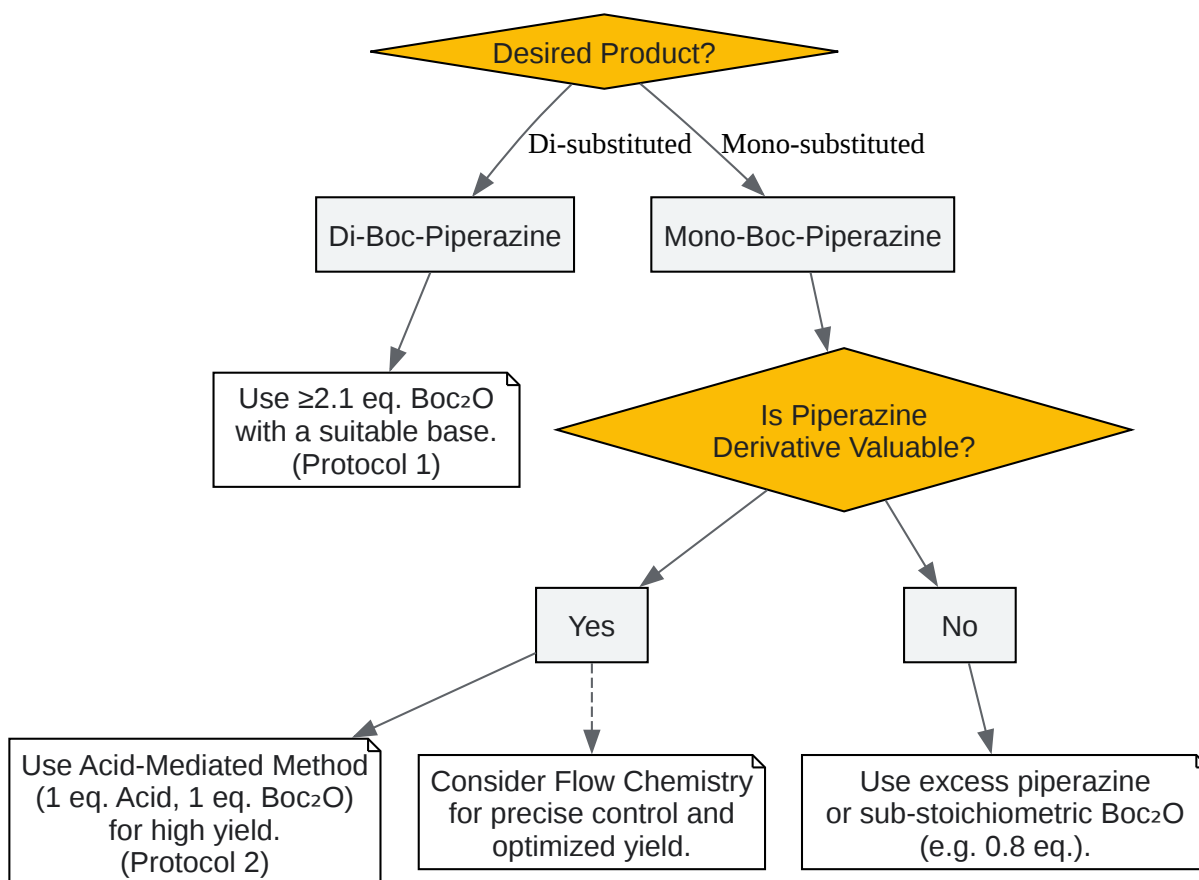 Desired Product?
Di-substituted
Mono-substituted
Di-Boc-Piperazine
Mono-Boc-Piperazine
Use ≥2.1 eq. Boc₂O
with a suitable base.
(Protocol 1)
Is Piperazine
Derivative Valuable?
Yes
No
Use Acid-Mediated Method
(1 eq. Acid, 1 eq. Boc₂O)
for high yield.
(Protocol 2)
Consider Flow Chemistry
for precise control and
optimized yield.
Use excess piperazine
or sub-stoichiometric Boc₂O
(e.g. 0.8 eq.).